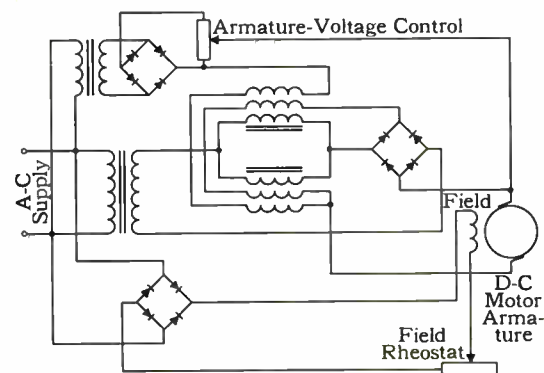 Armature-Voltage Control
A-C
Supply
Field
D-C
Motor
Arma-
ture
Field
Rheostat